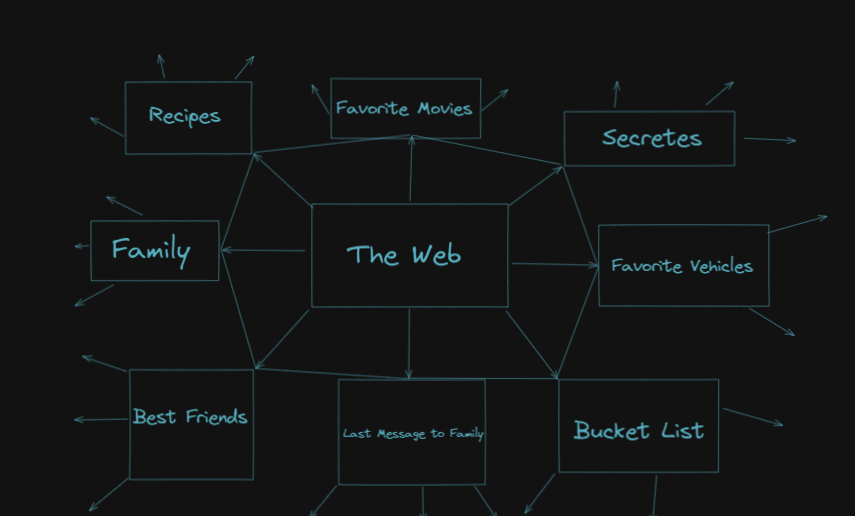 Recipes
Favorite Movies
Secretes
Family
The Web
Favorite Vehicles
Best Friends
Last Message to Family
Bucket List